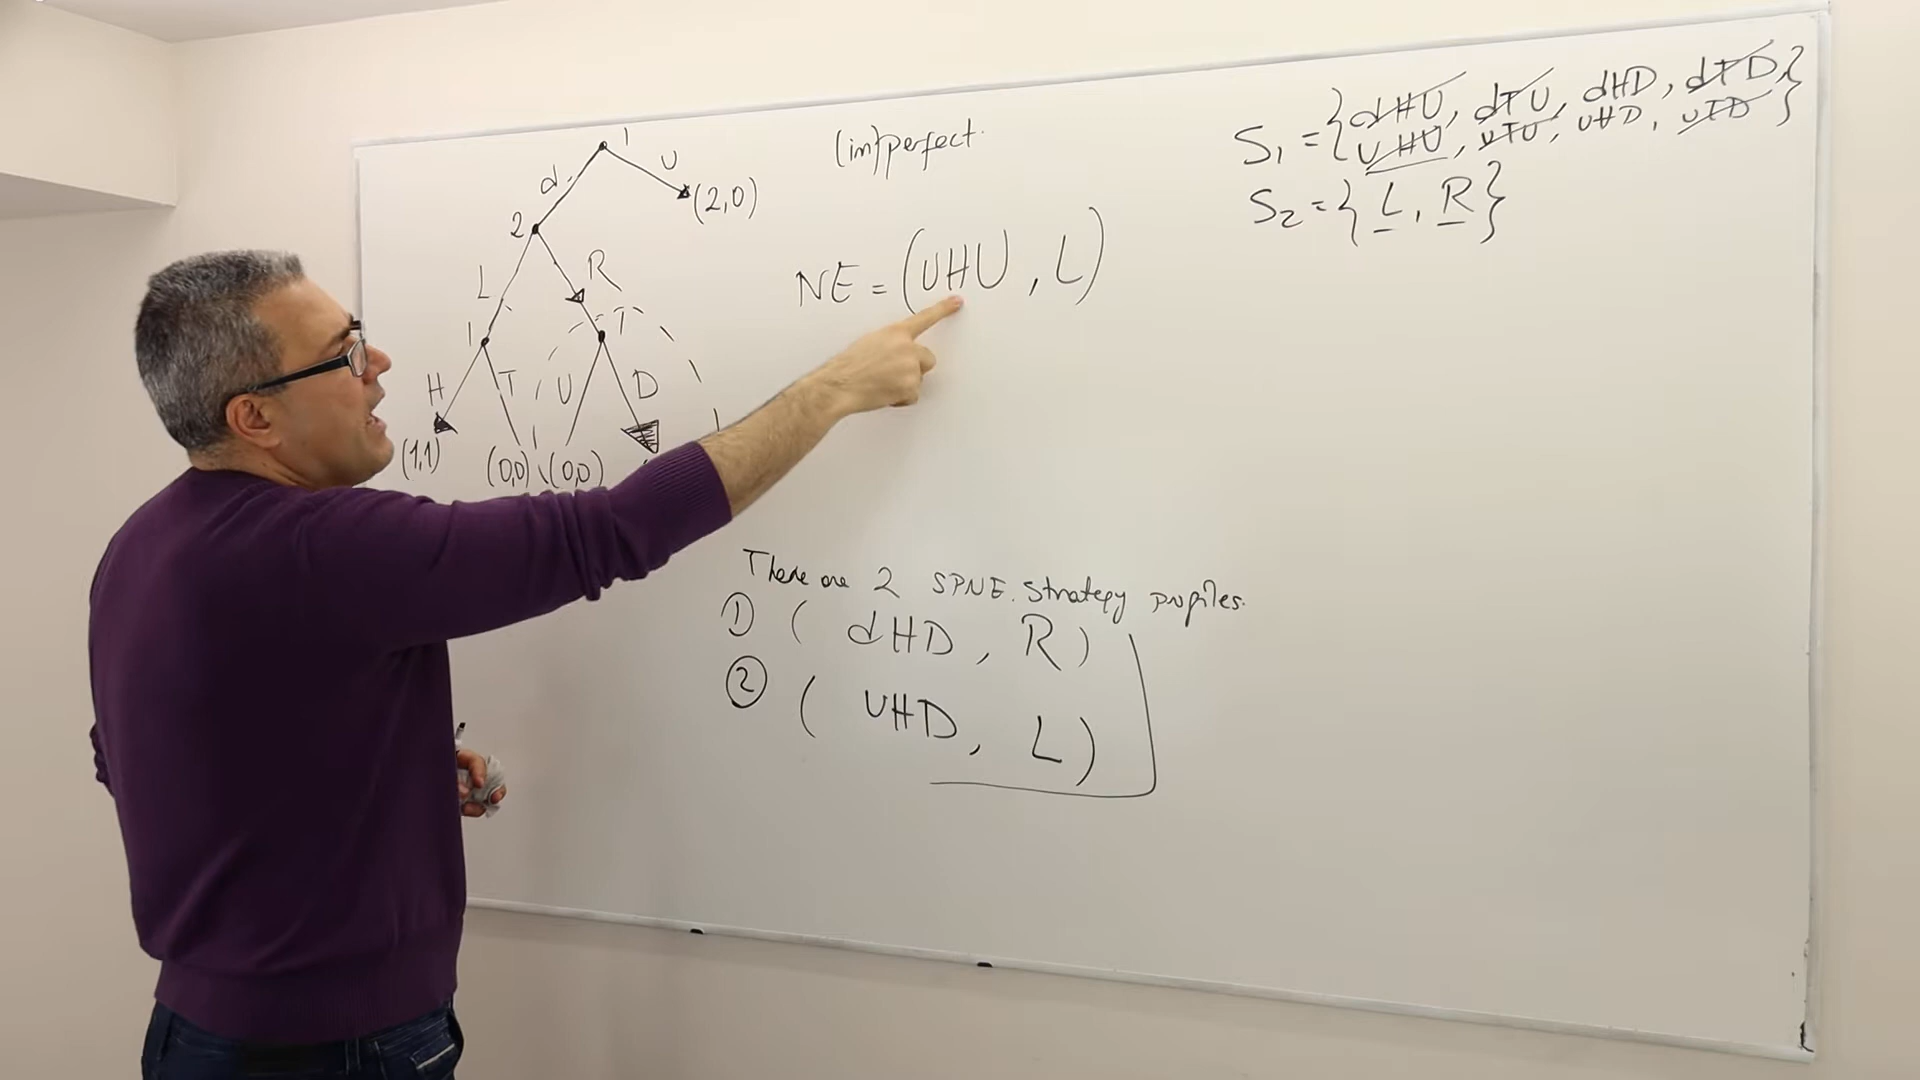 1
d U
(2,0)
2
L R
1 1
H T U D
(1,1) (0,0) (0,0)
(im)perfect.
NE = (UHU, L)
S₁ = {dHU, dTU, dHD, dTD,
UHU, UTU, UHD, UTD}
S₂ = {L, R}
There are 2 SPNE. Strategy profiles.
① (dHD, R)
② (UHD, L)